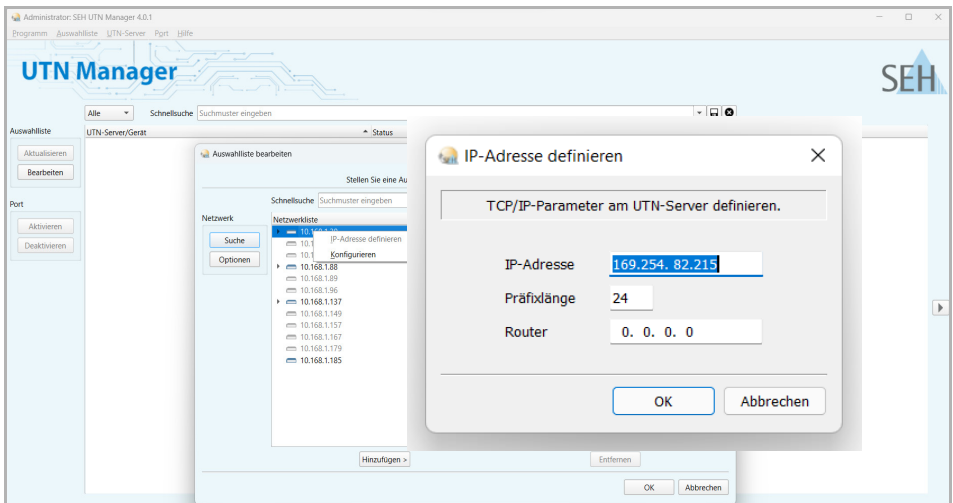 Administrator: SEH UTN Manager 4.0.1
Programm Auswahlliste UTN-Server Port Hilfe
UTN Manager
SEH
Alle Schnellsuche Suchmuster eingeben
Auswahlliste
UTN-Server/Gerät Status
Aktualisieren
Bearbeiten
Port
Aktivieren
Deaktivieren
Auswahlliste bearbeiten
Stellen Sie eine
Schnellsuche Suchmuster eingeben
Netzwerk
Netzwerkliste
Suche
Optionen
IP-Adresse definieren
Konfigurieren
10.168.1.88
10.168.1.89
10.168.1.96
10.168.1.137
10.168.1.149
10.168.1.157
10.168.1.167
10.168.1.179
10.168.1.185
Hinzufügen >
Entfernen
OK Abbrechen
IP-Adresse definieren
TCP/IP-Parameter am UTN-Server definieren.
IP-Adresse 169.254. 82.215
Präfixlänge 24
Router 0. 0. 0. 0
OK Abbrechen